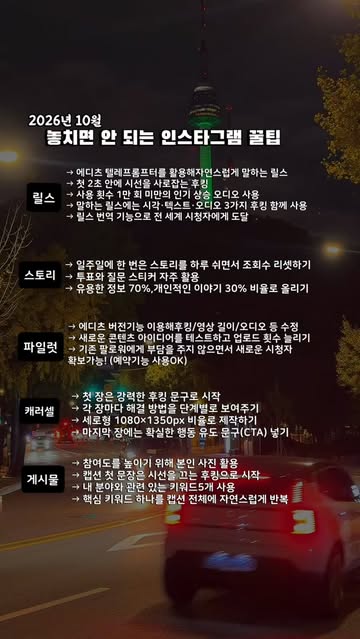 2026년 10월
놓치면 안 되는 인스타그램 꿀팁
릴스
→ 에디츠 텔레프롬프터를 활용해자연스럽게 말하는 릴스
→ 첫 2초 안에 시선을 사로잡는 후킹
→ 사용 횟수 1만 회 미만의 인기 상승 오디오 사용
→ 말하는 릴스에는 시각·텍스트·오디오 3가지 후킹 함께 사용
→ 릴스 번역 기능으로 전 세계 시청자에게 도달
스토리
→ 일주일에 한 번은 스토리를 하루 쉬면서 조회수 리셋하기
→ 투표와 질문 스티커 자주 활용
→ 유용한 정보 70%,개인적인 이야기 30% 비율로 올리기
파일럿
→ 에디츠 버전기능 이용해후킹/영상 길이/오디오 등 수정
→ 새로운 콘텐츠 아이디어를 테스트하고 업로드 횟수 늘리기
→ 기존 팔로워에게 부담을 주지 않으면서 새로운 시청자
확보가능! (예약기능 사용OK)
캐러셀
→ 첫 장은 강력한 후킹 문구로 시작
→ 각 장마다 해결 방법을 단계별로 보여주기
→ 세로형 1080×1350px 비율로 제작하기
→ 마지막 장에는 확실한 행동 유도 문구(CTA) 넣기
게시물
→ 참여도를 높이기 위해 본인 사진 활용
→ 캡션 첫 문장은 시선을 끄는 후킹으로 시작
→ 내 분야와 관련 있는 키워드5개 사용
→ 핵심 키워드 하나를 캡션 전체에 자연스럽게 반복